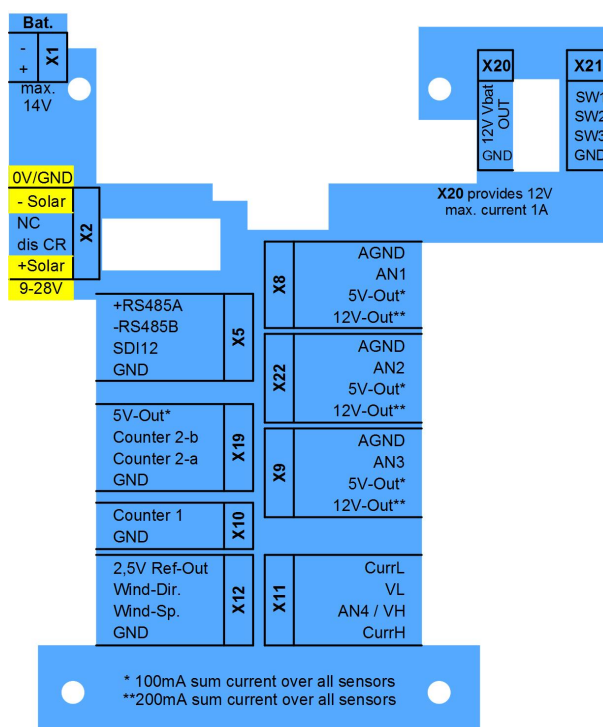 Bat.
-
+
X1
max.
14V
X20
12V Vbat
OUT
GND
X21
SW1
SW2
SW3
GND
X20 provides 12V
max. current 1A
0V/GND
- Solar
NC
dis CR
+Solar
9-28V
X2
+RS485A
-RS485B
SDI12
GND
X5
X8
AGND
AN1
5V-Out*
12V-Out**
X22
AGND
AN2
5V-Out*
12V-Out**
5V-Out*
Counter 2-b
Counter 2-a
GND
X19
X9
AGND
AN3
5V-Out*
12V-Out**
Counter 1
GND
X10
2,5V Ref-Out
Wind-Dir.
Wind-Sp.
GND
X12
X11
CurrL
VL
AN4 / VH
CurrH
* 100mA sum current over all sensors
**200mA sum current over all sensors